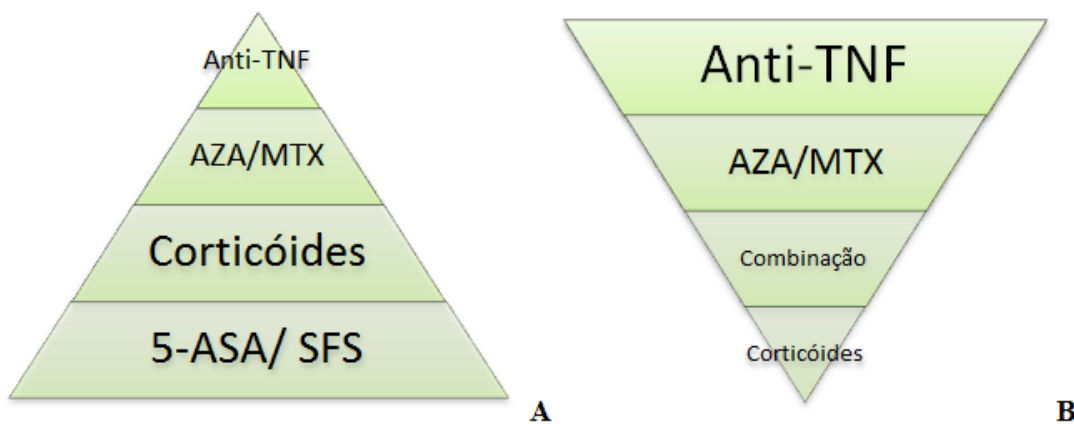 Anti-TNF
AZA/MTX
Corticóides
5-ASA/ SFS
A
Anti-TNF
AZA/MTX
Combinação
Corticóides
B